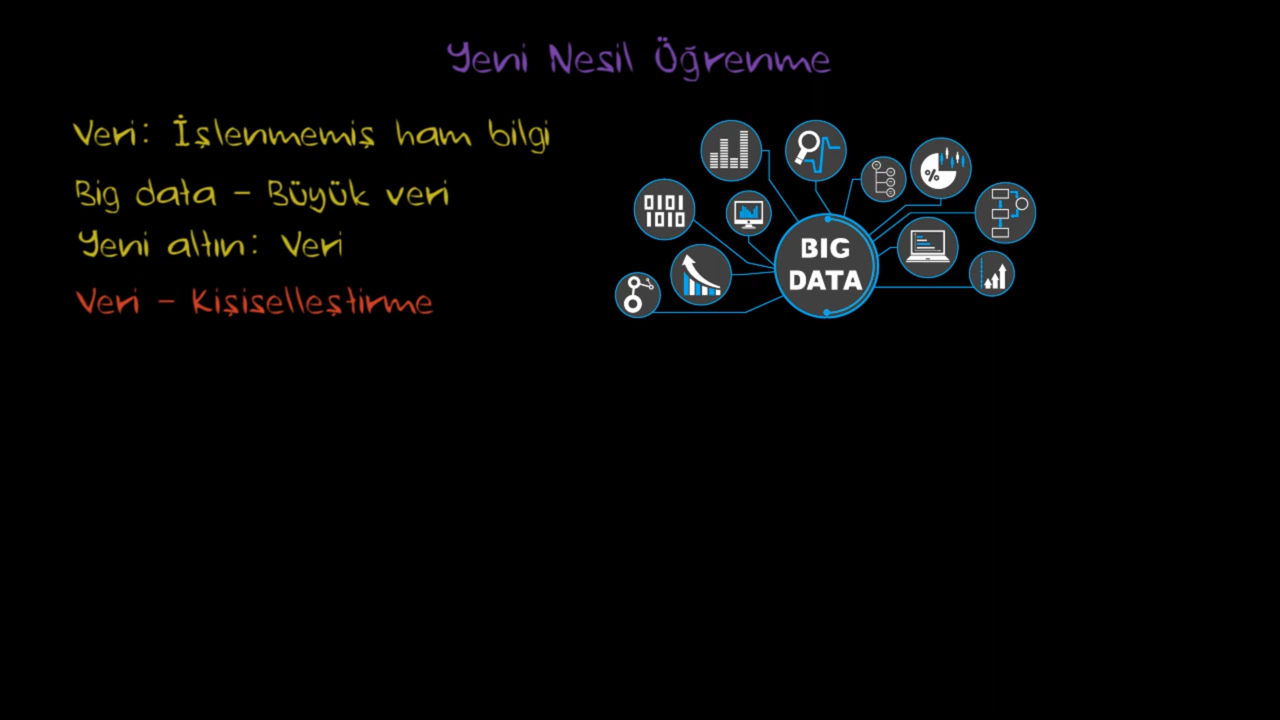 Yeni Nesil Öğrenme
Veri: İşlenmemiş ham bilgi
Big data - Büyük veri
Yeni altın: Veri
Veri - Kişiselleştirme
0101
1010
%
BIG
DATA